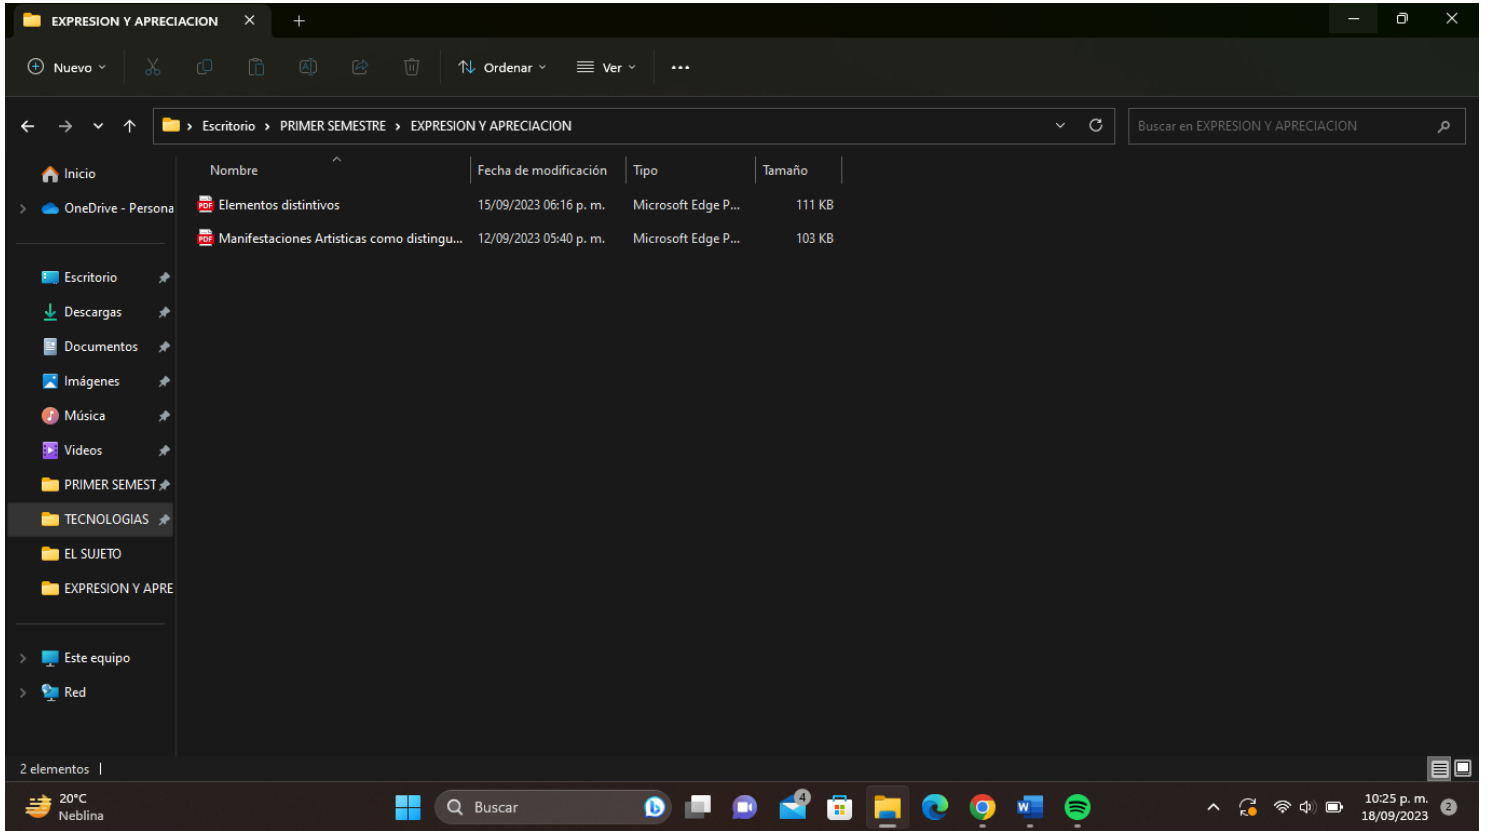 EXPRESION Y APRECIACION
Nuevo
Ordenar
Ver
Escritorio > PRIMER SEMESTRE > EXPRESION Y APRECIACION
Buscar en EXPRESION Y APRECIACION
Nombre Fecha de modificación Tipo Tamaño
Elementos distintivos 15/09/2023 06:16 p. m. Microsoft Edge P... 111 KB
Manifestaciones Artisticas como distingu... 12/09/2023 05:40 p. m. Microsoft Edge P... 103 KB
Inicio
OneDrive - Persona
Escritorio
Descargas
Documentos
Imágenes
Música
Videos
PRIMER SEMEST
TECNOLOGIAS
EL SUJETO
EXPRESION Y APRE
Este equipo
Red
2 elementos
20°C
Neblina
Buscar
4
10:25 p. m.
18/09/2023
2